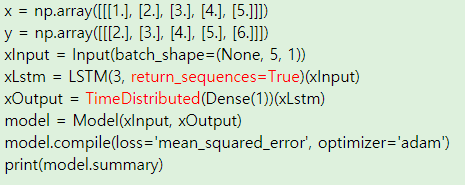 x = np.array([[[1.], [2.], [3.], [4.], [5.]]])
y = np.array([[[2.], [3.], [4.], [5.], [6.]]])
xInput = Input(batch_shape=(None, 5, 1))
xLstm = LSTM(3, return_sequences=True)(xInput)
xOutput = TimeDistributed(Dense(1))(xLstm)
model = Model(xInput, xOutput)
model.compile(loss='mean_squared_error', optimizer='adam')
print(model.summary)